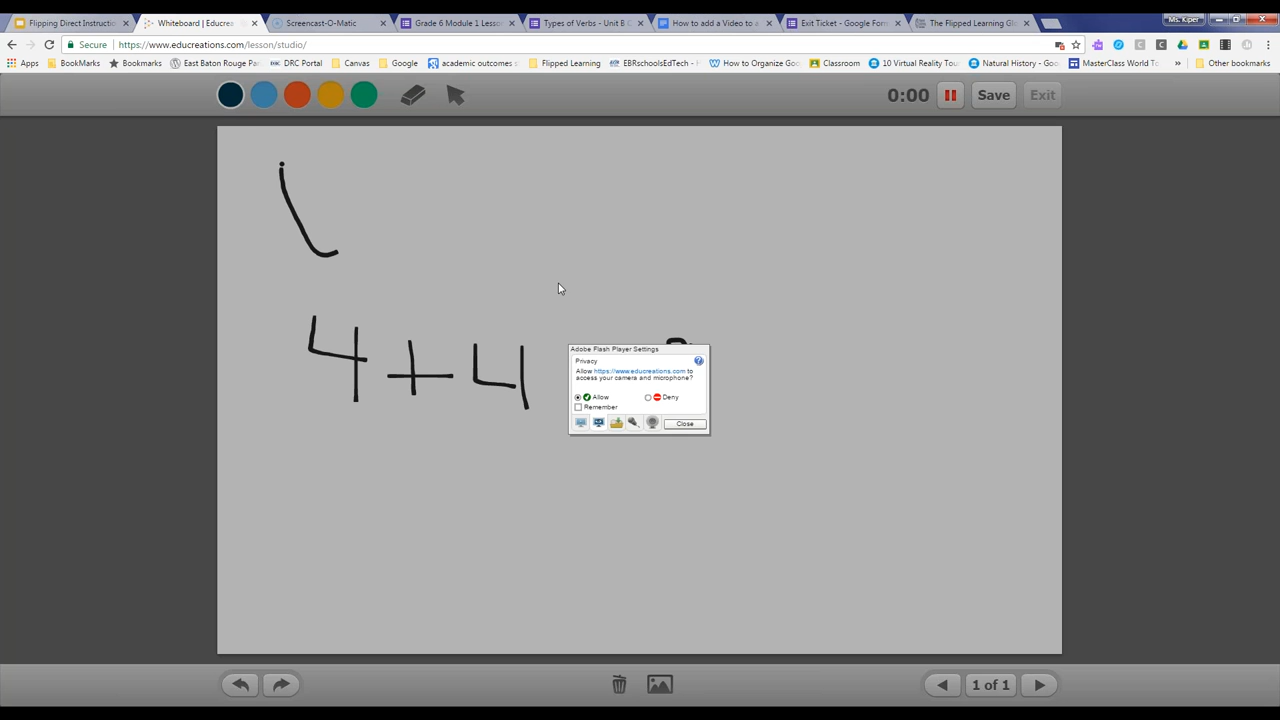 Flipping Direct Instructio
Whiteboard | Educrea
Screencast-O-Matic
Grade 6 Module 1 Lesso
Types of Verbs - Unit B C
How to add a Video to a
Exit Ticket - Google For
The Flipped Learning Gl
Ms. Kiper
Secure
https://www.educreations.com/lesson/studio/
Apps
BookMarks
Bookmarks
East Baton Rouge Pari
DRC Portal
Canvas
Google
academic outcomes s
Flipped Learning
EBRschoolsEdTech -
How to Organize Goo
Classroom
10 Virtual Reality Tour
Natural History - Goo
MasterClass World To
»
Other bookmarks
0:00
Save
Exit
4+4
Adobe Flash Player Settings
Privacy
?
Allow https://www.educreations.com to
access your camera and microphone?
Allow
Deny
Remember
Close
1 of 1